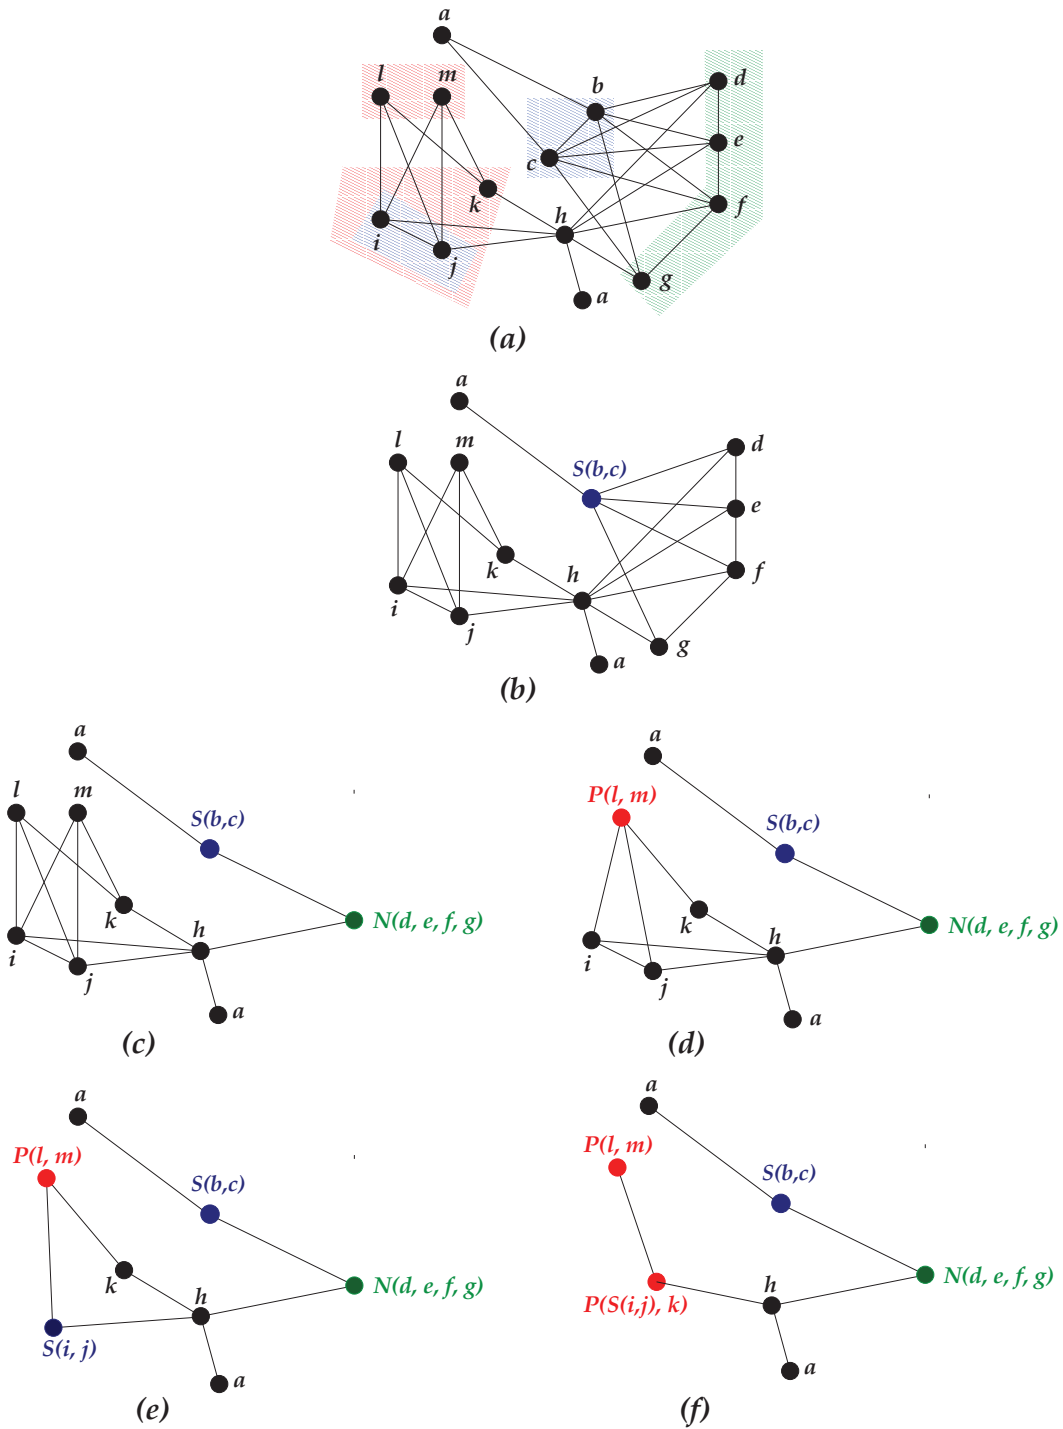 a
l
m
b
d
c
e
k
f
i
h
j
g
a
(a)
a
l
m
S(b,c)
d
e
k
h
f
i
j
g
a
(b)
a
l
m
S(b,c)
k
h
N(d, e, f, g)
i
j
a
(c)
a
P(l, m)
S(b,c)
k
h
N(d, e, f, g)
i
j
a
(d)
a
P(l, m)
S(b,c)
k
h
N(d, e, f, g)
S(i, j)
a
(e)
a
P(l, m)
S(b,c)
h
N(d, e, f, g)
P(S(i,j), k)
a
(f)